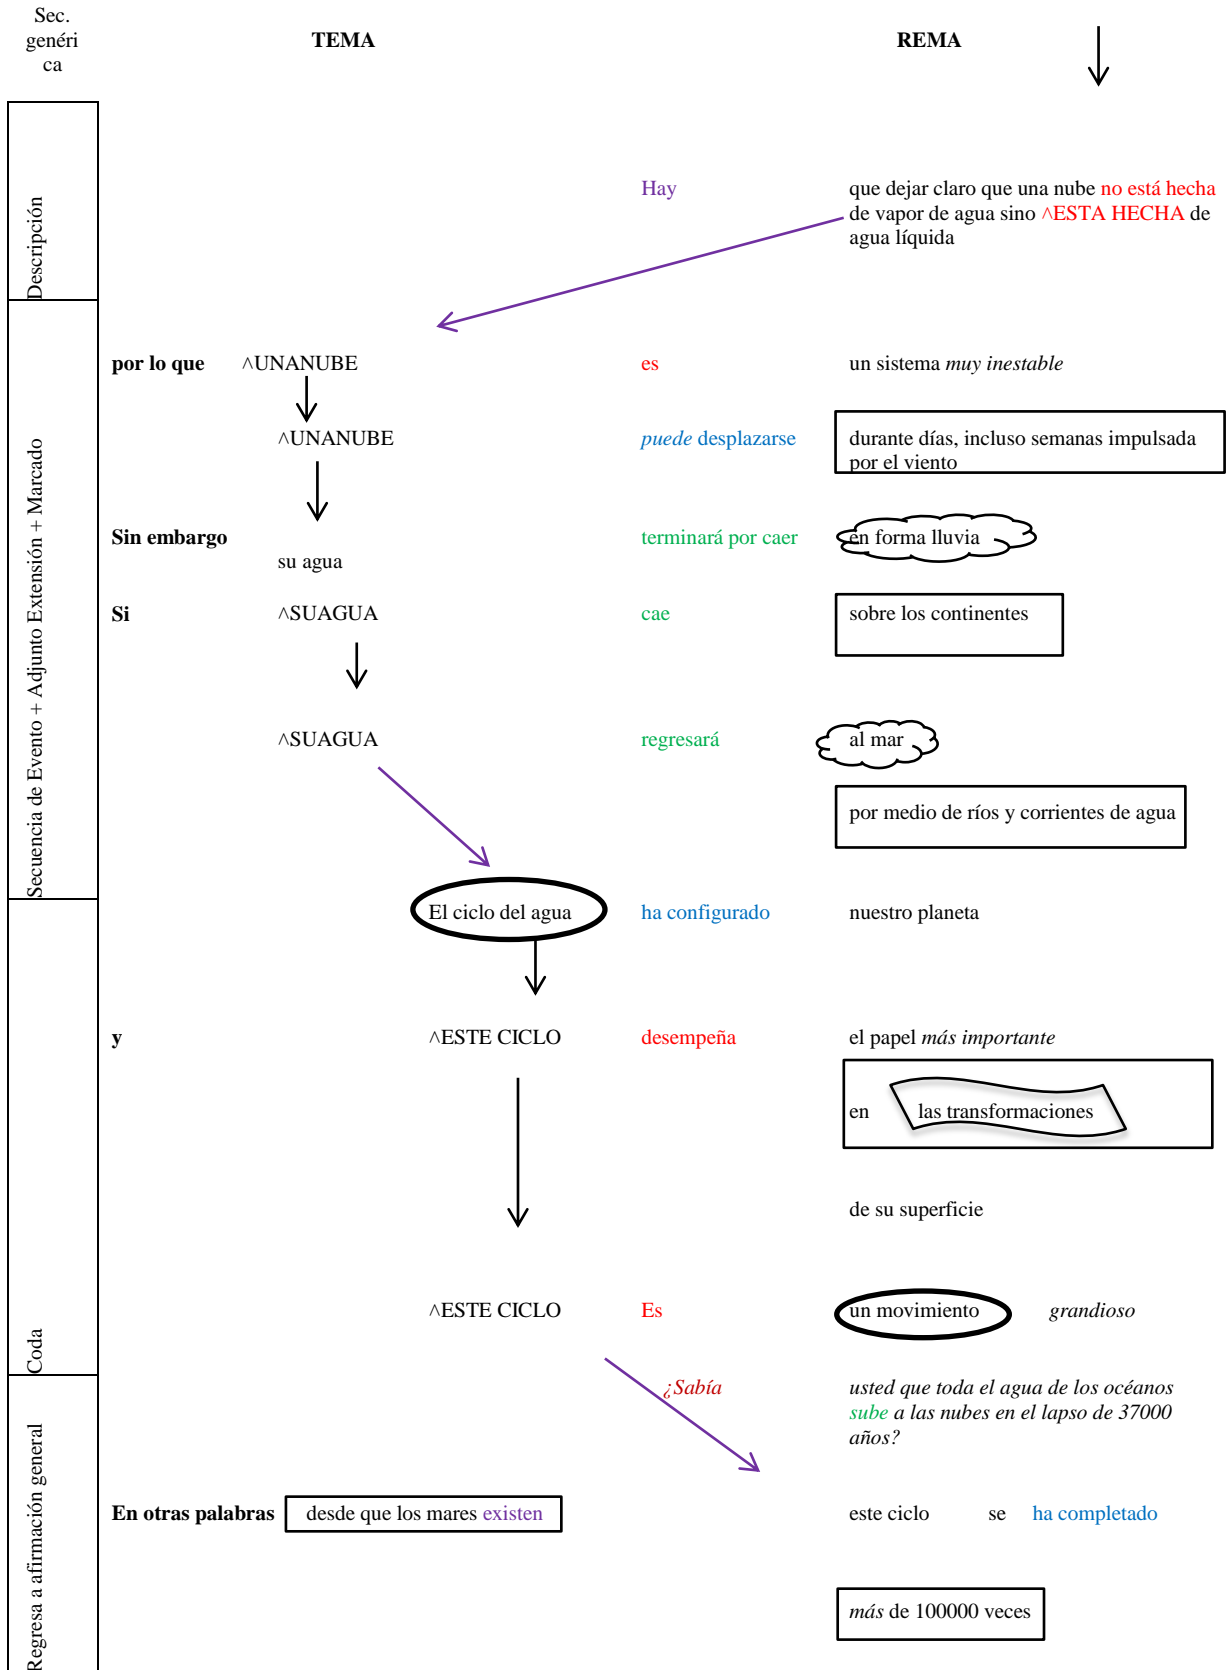 Sec.
genéri
ca
TEMA
REMA
Descripción
Hay
que dejar claro que una nube no está hecha
de vapor de agua sino ^ESTA HECHA de
agua líquida
Secuencia de Evento + Adjunto Extensión + Marcado
por lo que ^UNANUBE es un sistema muy inestable
^UNANUBE puede desplazarse durante días, incluso semanas impulsada
por el viento
Sin embargo terminará por caer en forma lluvia
su agua
Si ^SUAGUA cae sobre los continentes
^SUAGUA regresará al mar
por medio de ríos y corrientes de agua
Coda
El ciclo del agua ha configurado nuestro planeta
y ^ESTE CICLO desempeña el papel más importante
en las transformaciones
de su superficie
^ESTE CICLO Es un movimiento grandioso
Regresa a afirmación general
¿Sabía usted que toda el agua de los océanos
sube a las nubes en el lapso de 37000
años?
En otras palabras desde que los mares existen este ciclo se ha completado
más de 100000 veces